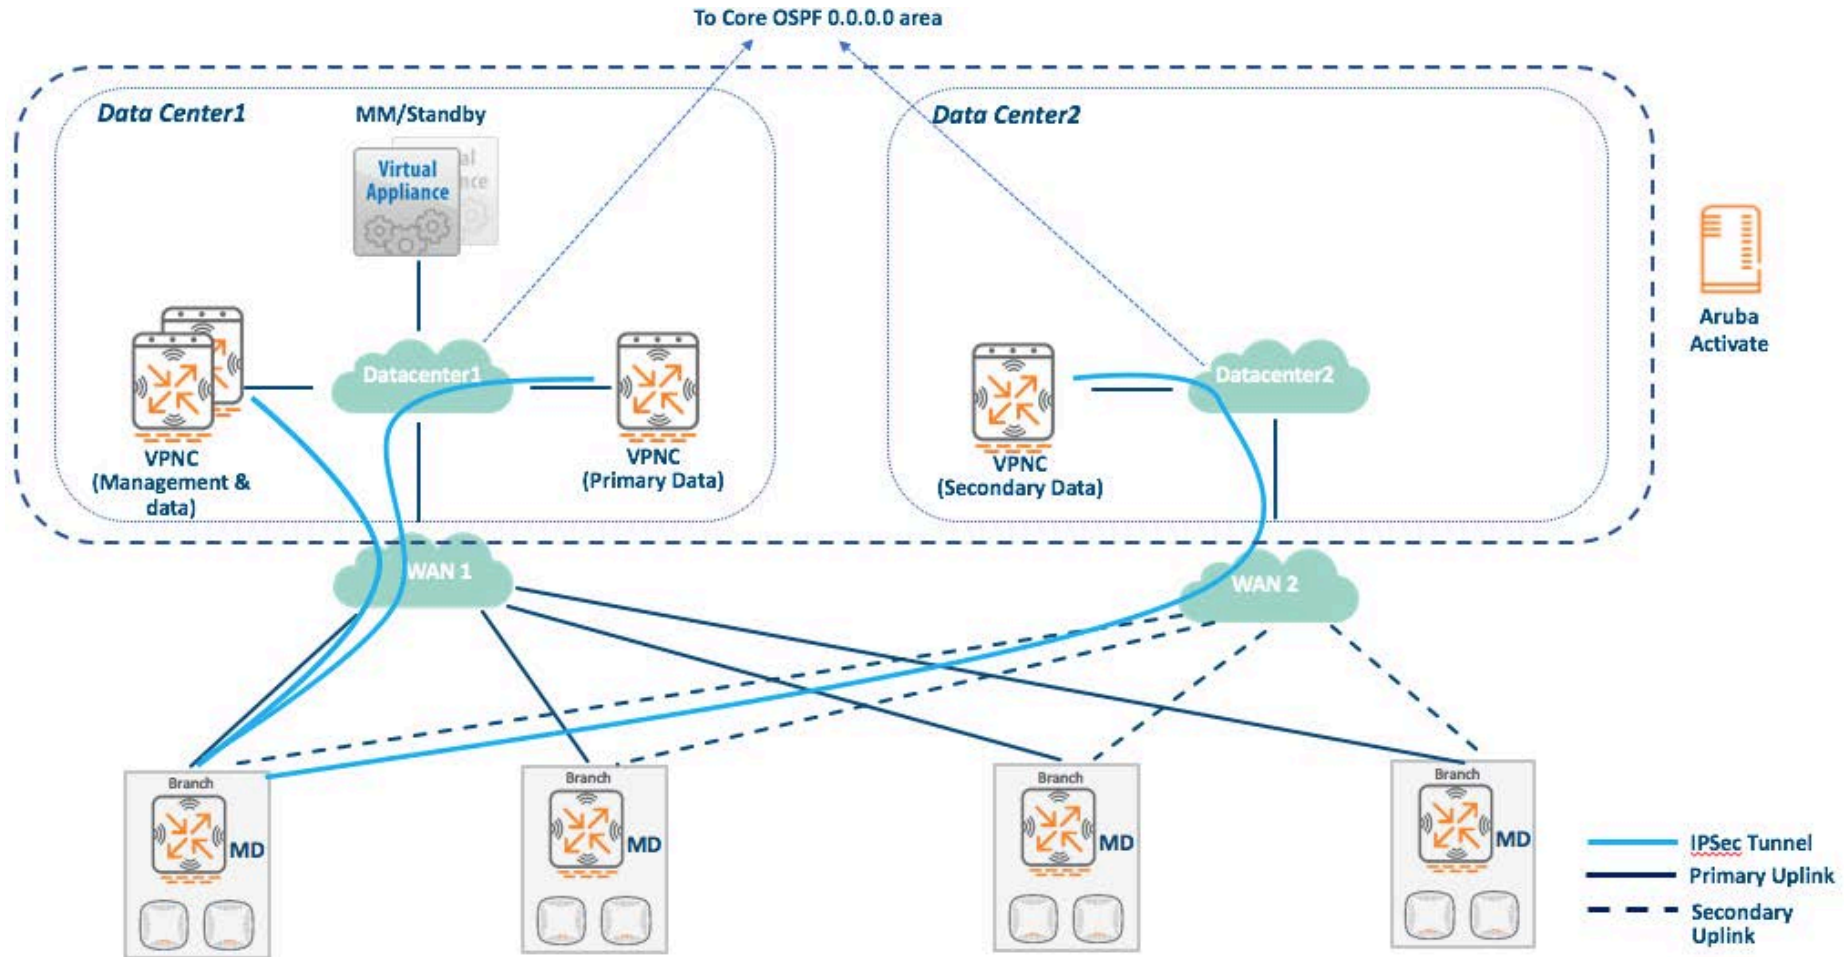 To Core OSPF 0.0.0.0 area
Data Center1
MM/Standby
Virtual
Appliance
al
nce
Data Center2
Aruba
Activate
Datacenter1
Datacenter2
VPNC
(Management &
data)
VPNC
(Primary Data)
VPNC
(Secondary Data)
WAN 1
WAN 2
Branch
MD
Branch
MD
Branch
MD
Branch
MD
IPSec Tunnel
Primary Uplink
Secondary
Uplink